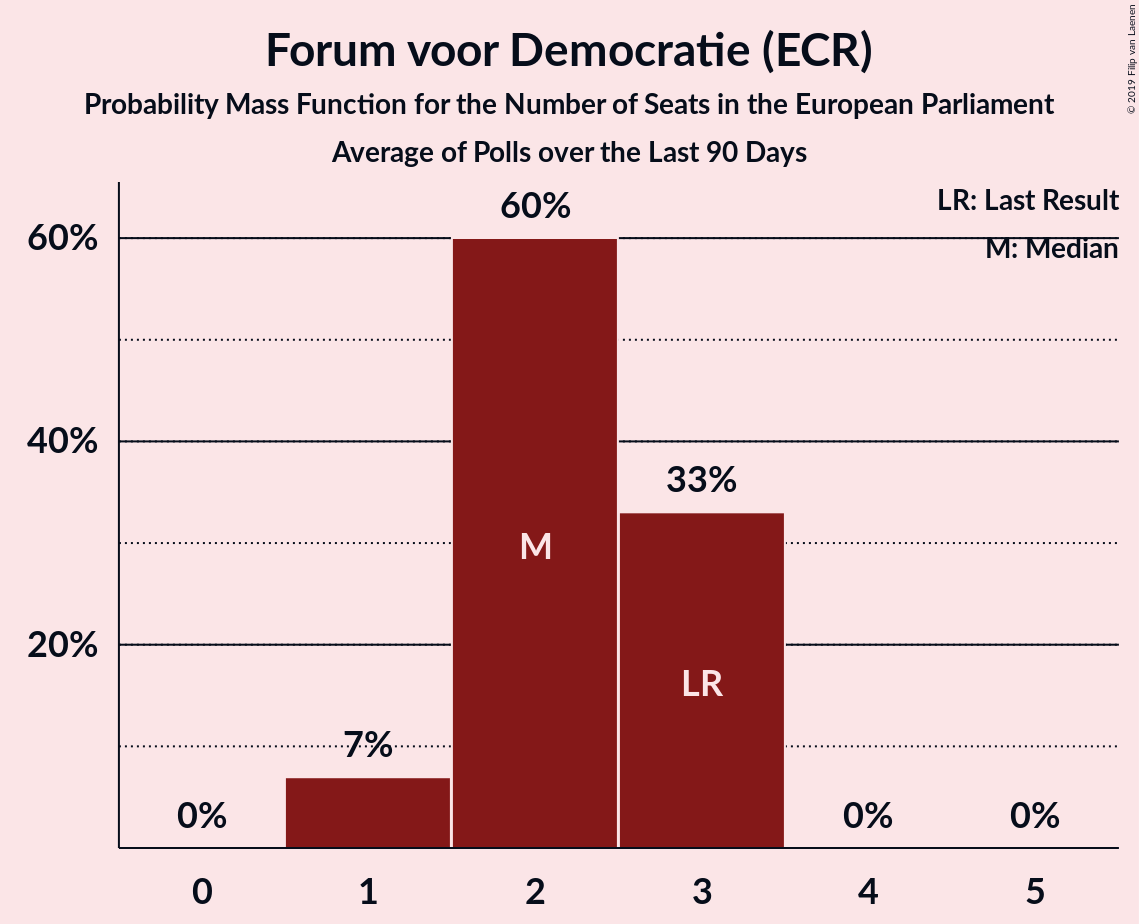 Forum voor Democratie (ECR)
Probability Mass Function for the Number of Seats in the European Parliament
Average of Polls over the Last 90 Days
© 2019 Filip van Laenen
LR: Last Result
M: Median
60%
40%
20%
0%
7%
60%
M
33%
LR
0%
0%
0 1 2 3 4 5